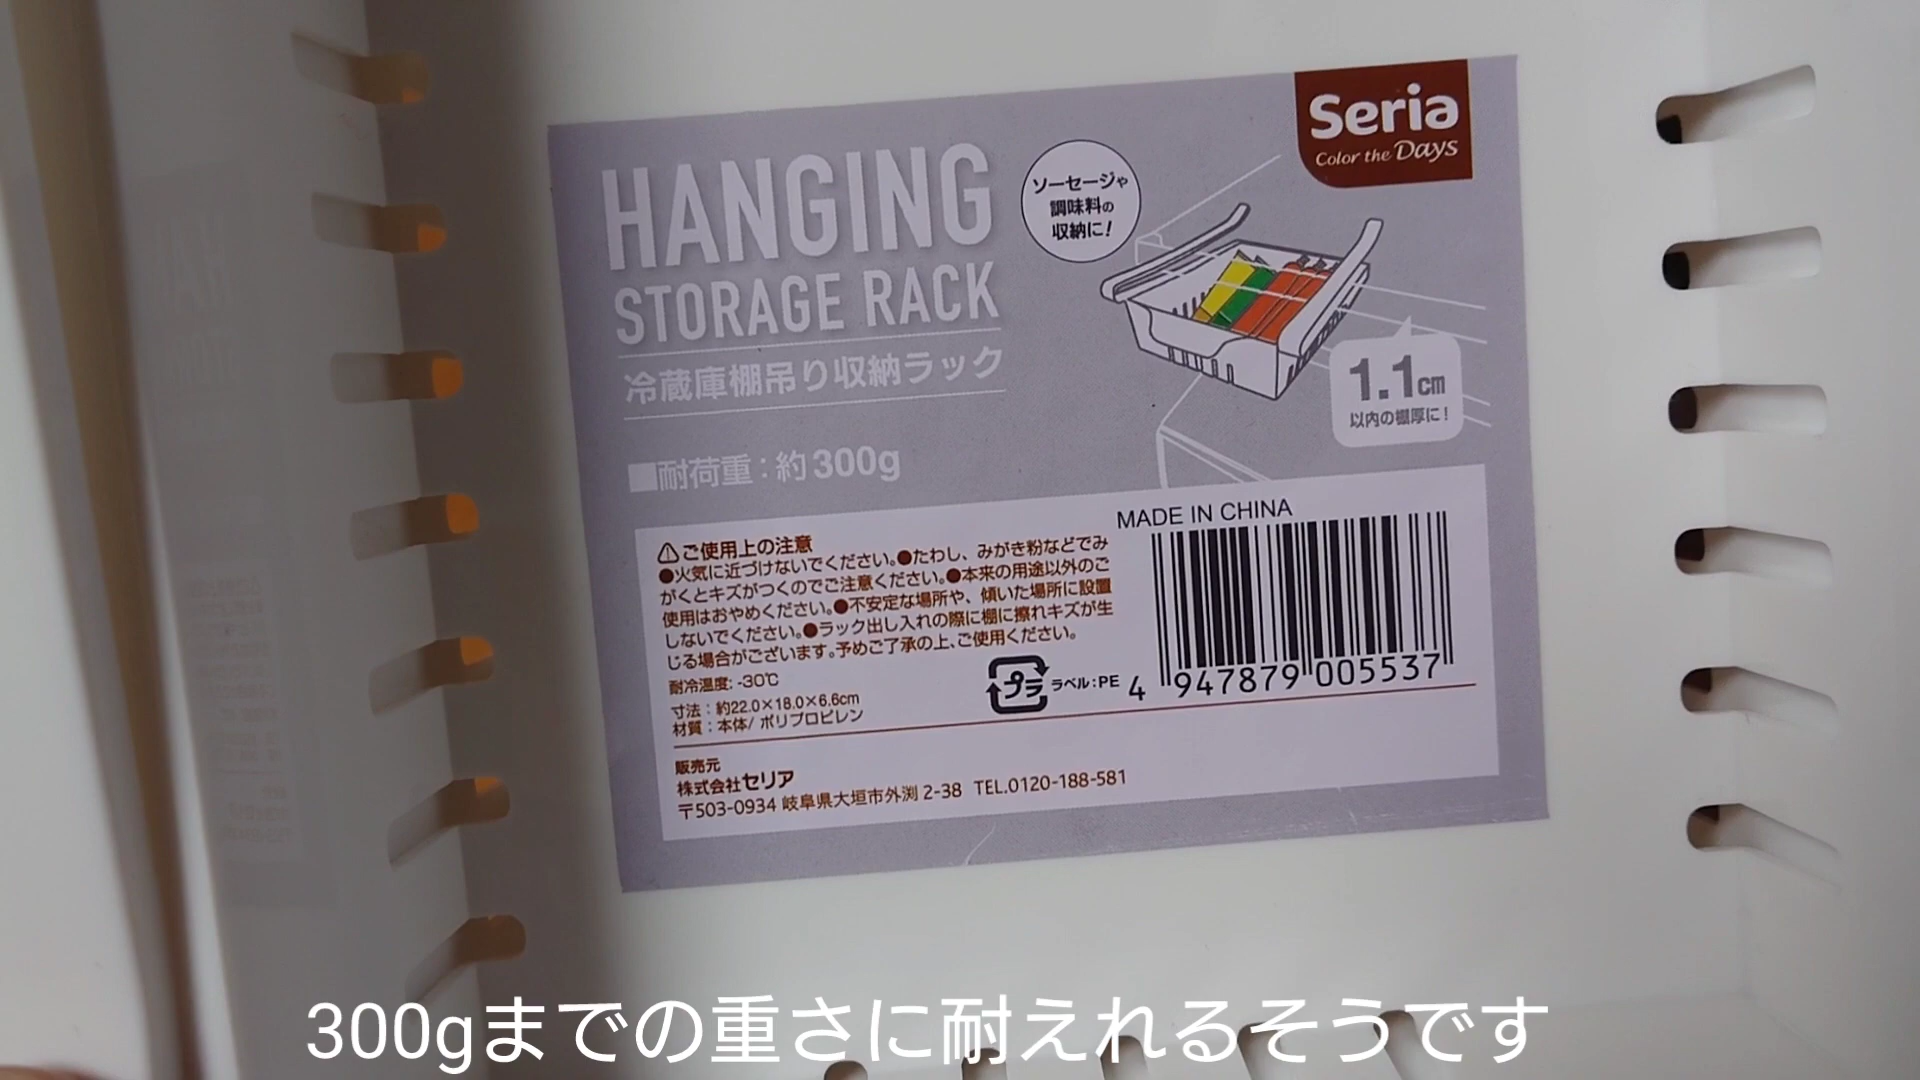 Seria
Color the Days
HANGING
STORAGE RACK
冷蔵庫棚吊り収納ラック
ソーセージや
調味料の
収納に!
1.1cm
以内の棚厚に!
■耐荷重:約300g
⚠ご使用上の注意
●火気に近づけないでください。●たわし、みがき粉などでみ
がくとキズがつくのでご注意ください。●本来の用途以外のご
使用はおやめください。●不安定な場所や、傾いた場所に設置
しないでください。●ラック出し入れの際に棚に擦れキズが生
じる場合がございます。予めご了承の上、ご使用ください。
耐冷温度: -30℃
寸法:約22.0×18.0×6.6cm
材質:本体/ ポリプロピレン
プラ
ラベル:PE
MADE IN CHINA
4 947879 005537
販売元
株式会社セリア
〒503-0934 岐阜県大垣市外渕 2-38 TEL.0120-188-581
300gまでの重さに耐えれるそうです